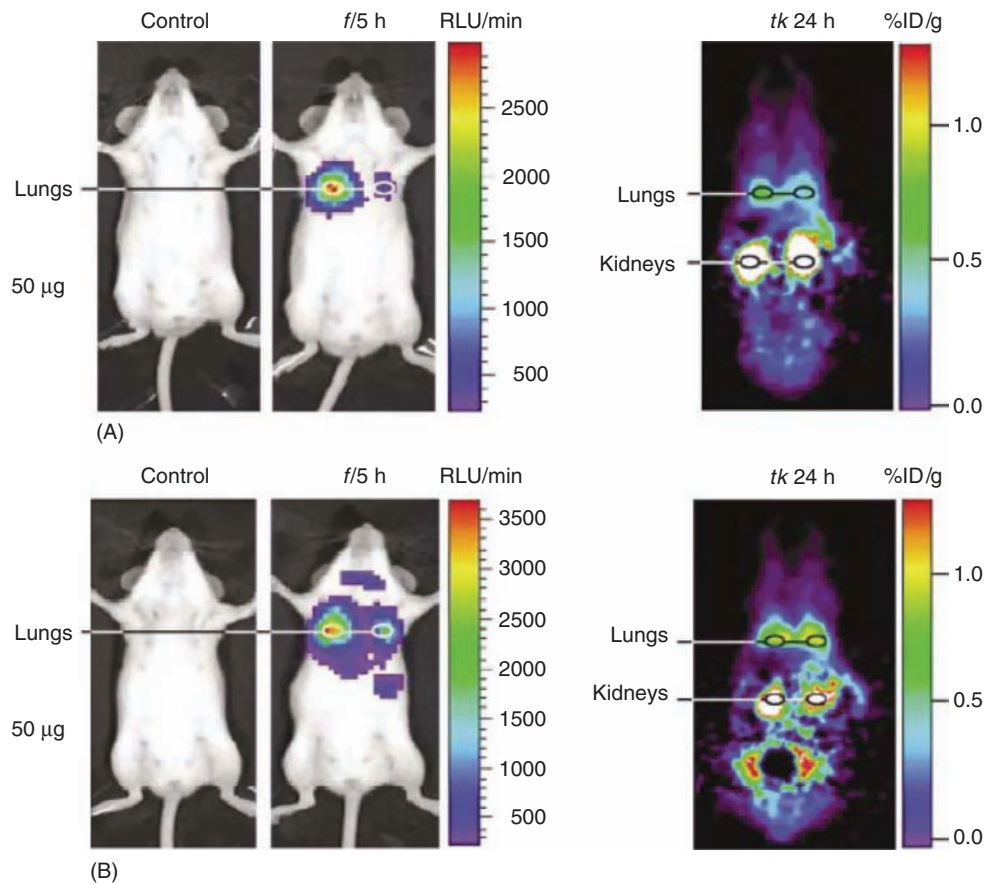 Control f/5 h RLU/min tk 24 h %ID/g
2500
2000
1500
1000
500
Lungs
50 μg
Lungs
Kidneys
1.0
0.5
0.0
(A)
Control f/5 h RLU/min tk 24 h %ID/g
3500
3000
2500
2000
1500
1000
500
Lungs
50 μg
Lungs
Kidneys
1.0
0.5
0.0
(B)